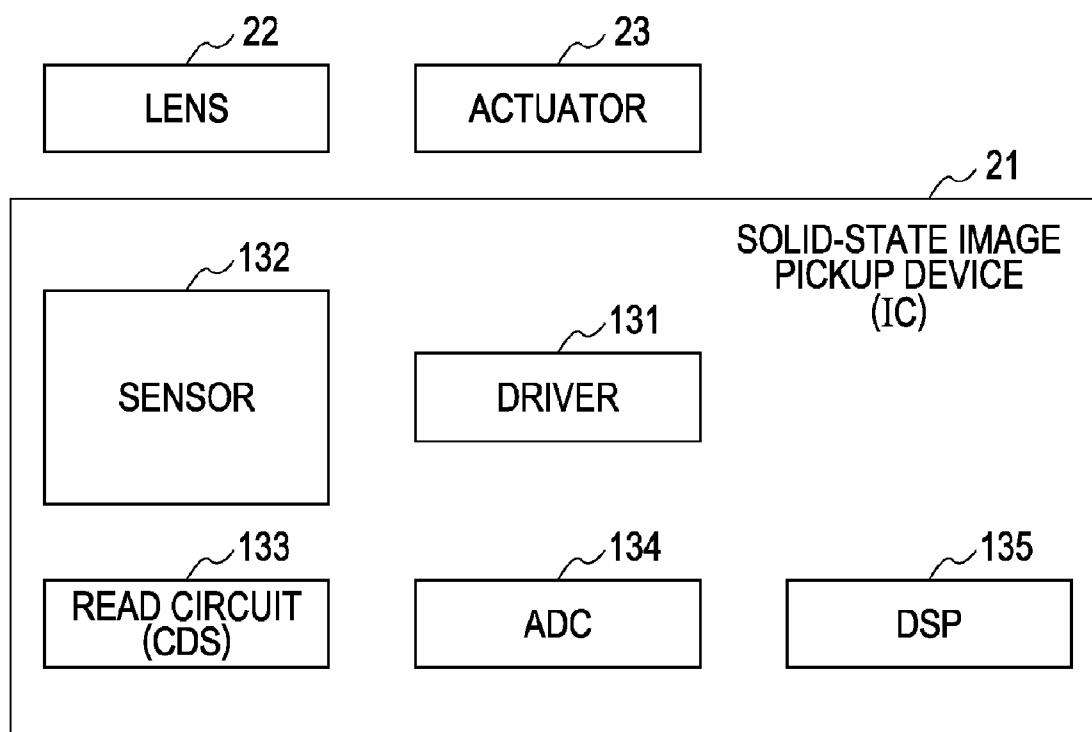 22
23
LENS
ACTUATOR
21
SOLID-STATE IMAGE
PICKUP DEVICE
(IC)
132
131
SENSOR
DRIVER
133
134
135
READ CIRCUIT
(CDS)
ADC
DSP